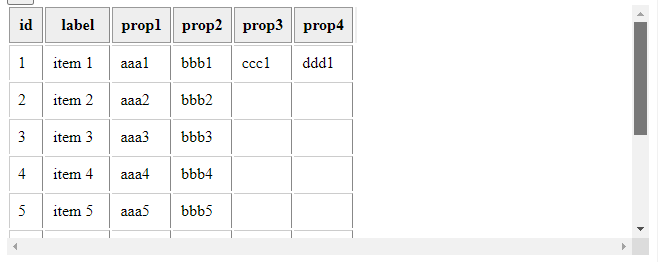 id label prop1 prop2 prop3 prop4
1 item 1 aaa1 bbb1 ccc1 ddd1
2 item 2 aaa2 bbb2
3 item 3 aaa3 bbb3
4 item 4 aaa4 bbb4
5 item 5 aaa5 bbb5